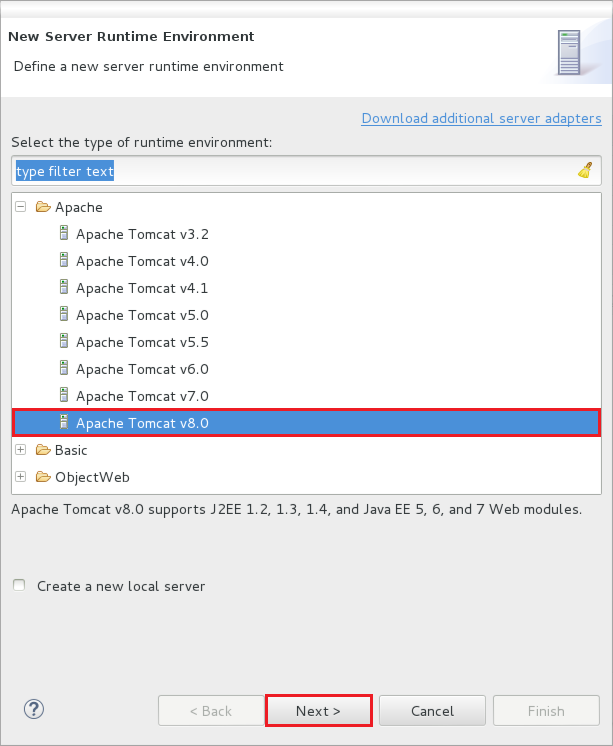 New Server Runtime Environment
Define a new server runtime environment
Download additional server adapters
Select the type of runtime environment:
type filter text
Apache
Apache Tomcat v3.2
Apache Tomcat v4.0
Apache Tomcat v4.1
Apache Tomcat v5.0
Apache Tomcat v5.5
Apache Tomcat v6.0
Apache Tomcat v7.0
Apache Tomcat v8.0
Basic
ObjectWeb
Apache Tomcat v8.0 supports J2EE 1.2, 1.3, 1.4, and Java EE 5, 6, and 7 Web modules.
Create a new local server
? < Back Next > Cancel Finish